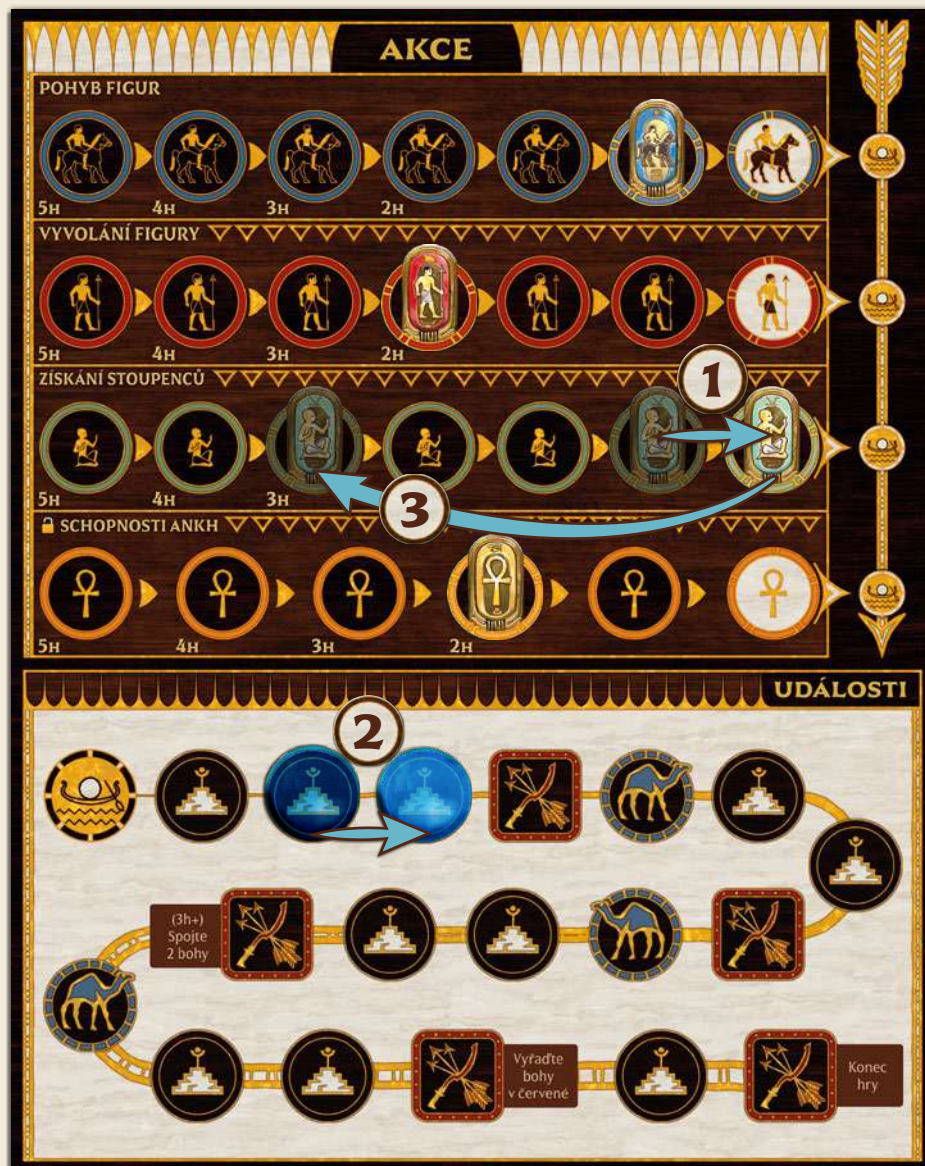 AKCE
POHYB FIGUR
5H 4H 3H 2H
VYVOLÁNÍ FIGURY
5H 4H 3H 2H
ZÍSKÁNÍ STOUPENCŮ
1
5H 4H 3H
3
SCHOPNOSTI ANKH
5H 4H 3H 2H
UDÁLOSTI
2
(3h+)
Spojte
2 bohy
Vyřaďte
bohy
v červené
Konec
hry